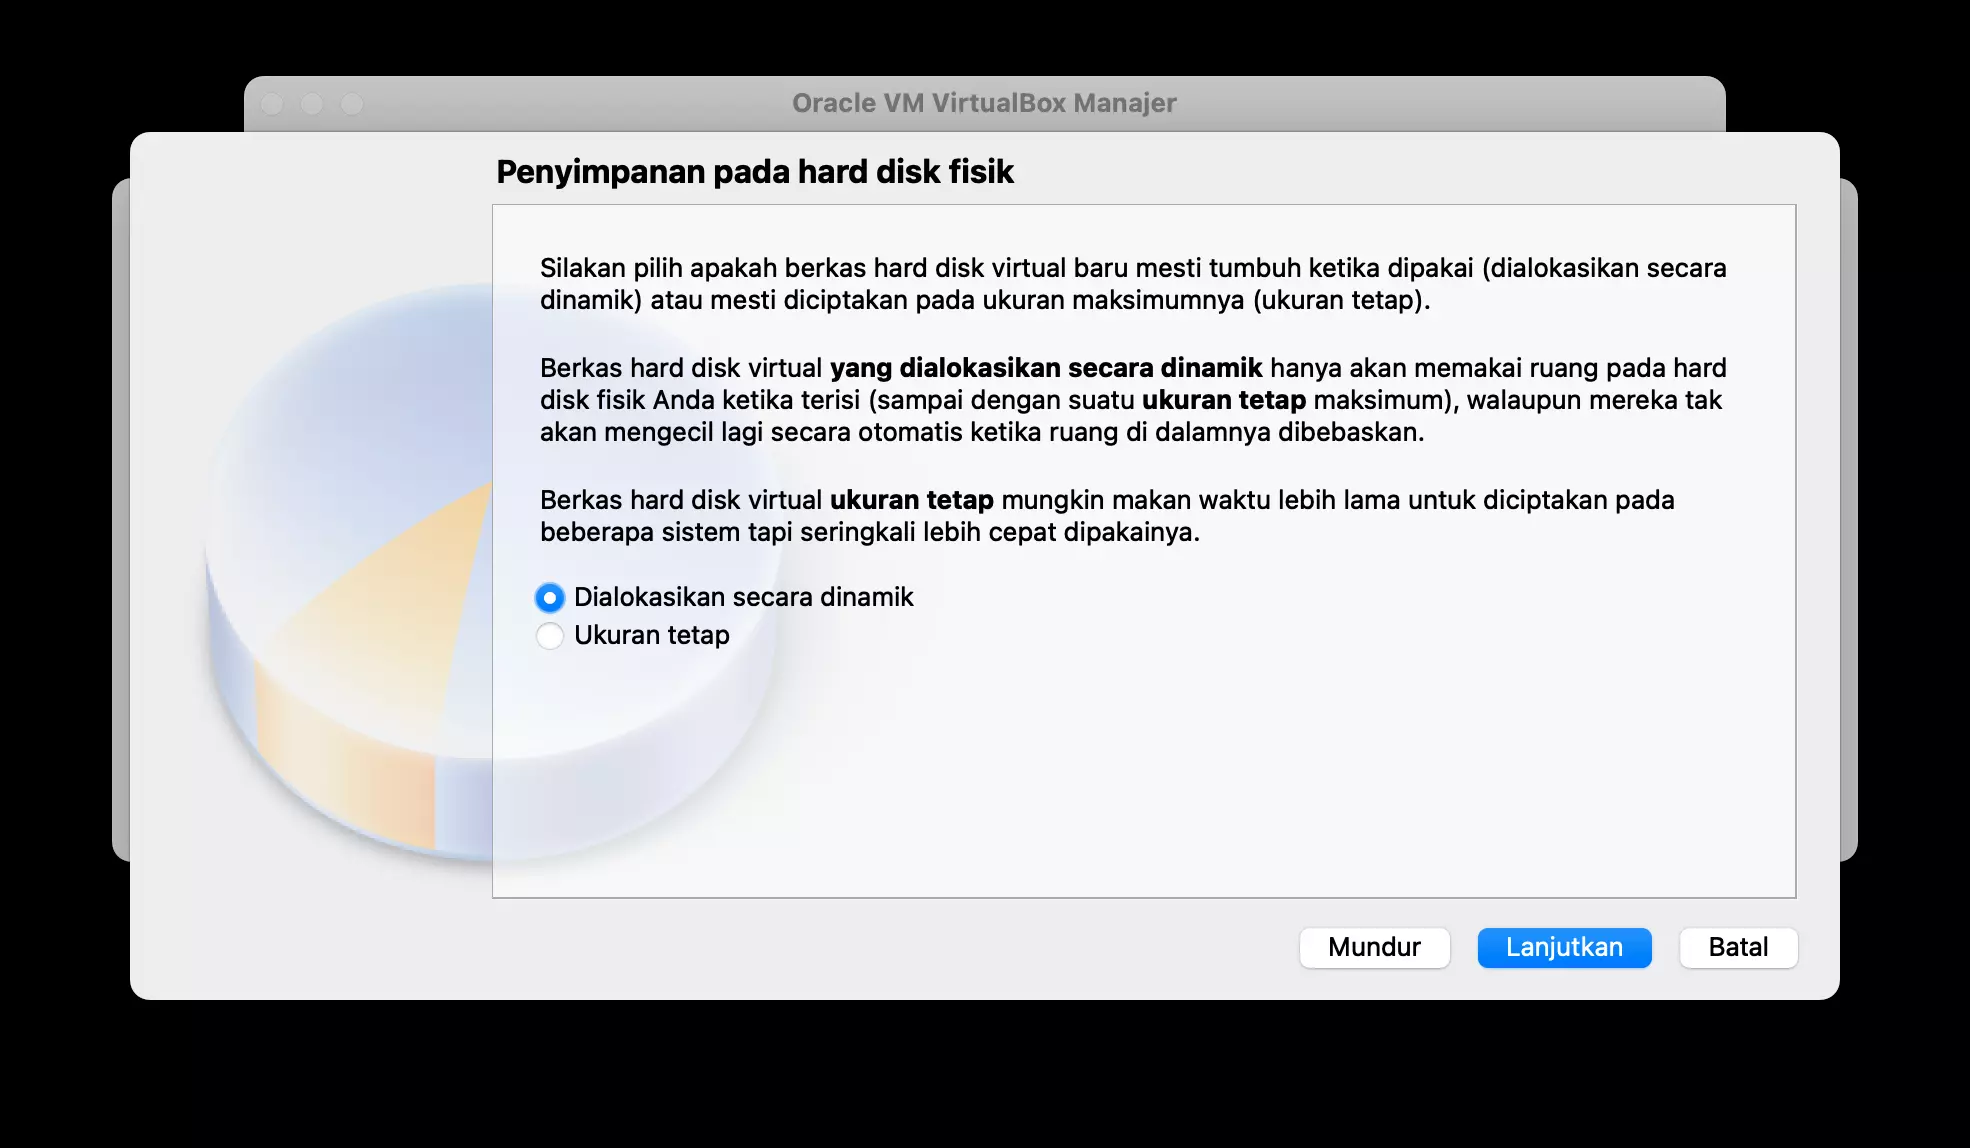 Oracle VM VirtualBox Manajer
Penyimpanan pada hard disk fisik
Silakan pilih apakah berkas hard disk virtual baru mesti tumbuh ketika dipakai (dialokasikan secara
dinamik) atau mesti diciptakan pada ukuran maksimumnya (ukuran tetap).
Berkas hard disk virtual yang dialokasikan secara dinamik hanya akan memakai ruang pada hard
disk fisik Anda ketika terisi (sampai dengan suatu ukuran tetap maksimum), walaupun mereka tak
akan mengecil lagi secara otomatis ketika ruang di dalamnya dibebaskan.
Berkas hard disk virtual ukuran tetap mungkin makan waktu lebih lama untuk diciptakan pada
beberapa sistem tapi seringkali lebih cepat dipakainya.
Dialokasikan secara dinamik
Ukuran tetap
Mundur
Lanjutkan
Batal